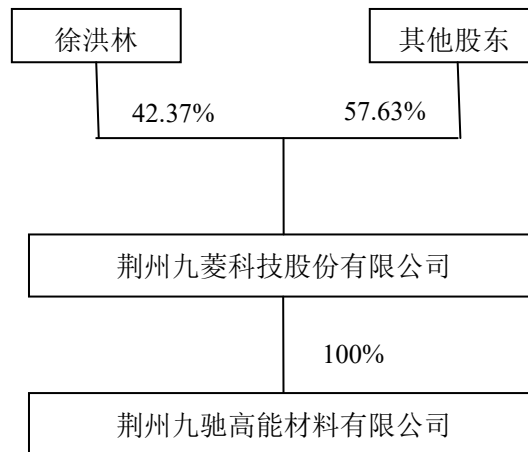 徐洪林
其他股东
42.37%
57.63%
荆州九菱科技股份有限公司
100%
荆州九驰高能材料有限公司